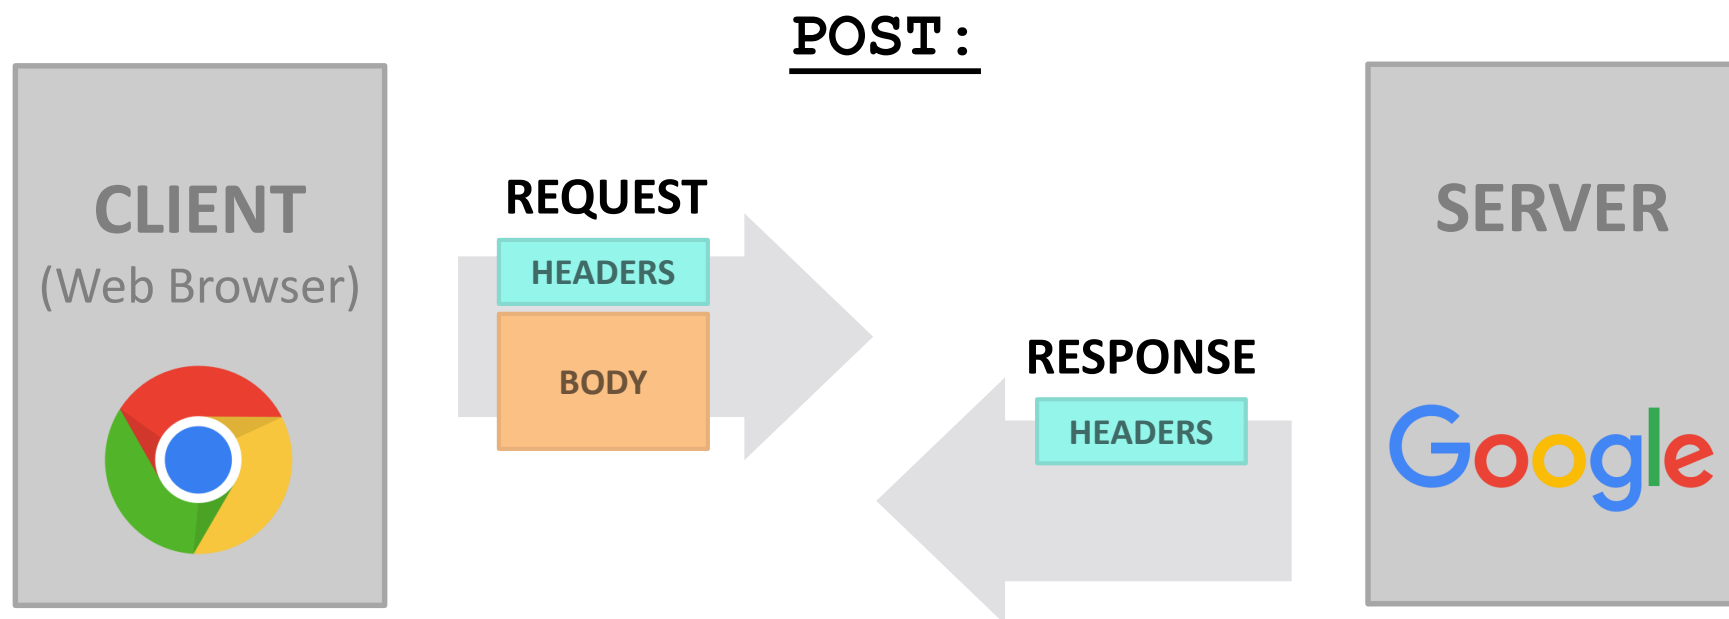 POST:
CLIENT
(Web Browser)
REQUEST
HEADERS
BODY
RESPONSE
HEADERS
SERVER
Google